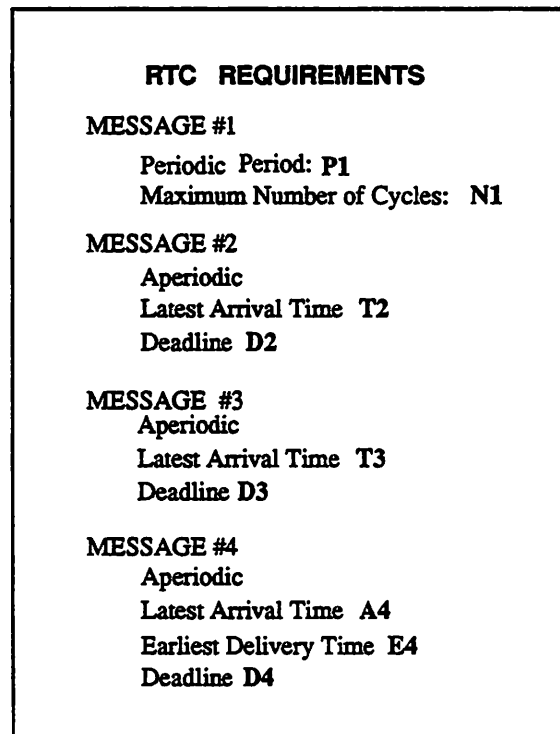 RTC REQUIREMENTS
MESSAGE #1
Periodic Period: P1
Maximum Number of Cycles: N1
MESSAGE #2
Aperiodic
Latest Arrival Time T2
Deadline D2
MESSAGE #3
Aperiodic
Latest Arrival Time T3
Deadline D3
MESSAGE #4
Aperiodic
Latest Arrival Time A4
Earliest Delivery Time E4
Deadline D4